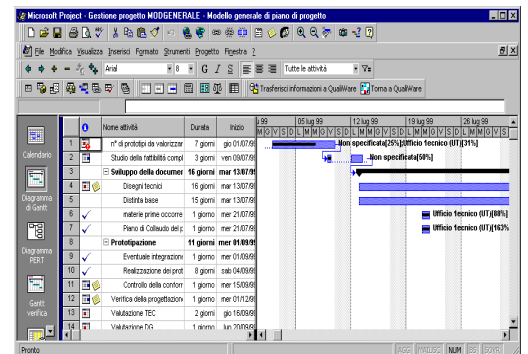 Microsoft Project - Gestione progetto MODGENERALE - Modello generale di piano di progetto
File Modifica Visualizza Inserisci Formato Strumenti Progetto Finestra ?
Arial 8 G I S Tutte le attività
Trasferisci informazioni a QualiWare Torna a QualiWare
Nome attività Durata Inizio 99 05 lug 99 12 lug 99 19 lug 99 26 lug 99
M G V S D L M M G V S D L M M G V S D L M M G V S D L M M G V S
1 n° di prototipi da valorizzar 7 giorni gio 01/07/9 Non specificata[25%];Ufficio Tecnico (UT)[31%]
2 Studio della fattibilità compl 3 giorni ven 09/07/9 Non specificata[50%]
3 Sviluppo della documer 16 giorni mar 13/07/9
4 Disegni tecnici 16 giorni mar 13/07/9
5 Distinta base 15 giorni mar 13/07/9
6 materie prime occorre 1 giorno mer 21/07/9 Ufficio Tecnico (UT)[88%]
7 Piano di Collaudo del p 1 giorno mer 21/07/9 Ufficio Tecnico (UT)[163%
8 Prototipazione 11 giorni mer 01/09/9
9 Eventuale integrazione 1 giorno mer 01/09/9
10 Realizzazione dei prot 8 giorni sab 04/09/9
11 Controllo della confor 1 giorno mer 15/09/9
12 Verifica della progettazion 1 giorno mer 01/12/9
13 Valutazione TEC 2 giorni gio 16/09/9
14 Valutazione DG 1 giorno lun 20/09/9
Calendario
Diagramma di Gantt
Diagramma PERT
Gantt verifica
Pronto AGG MAIUSC NUM BS SOVR